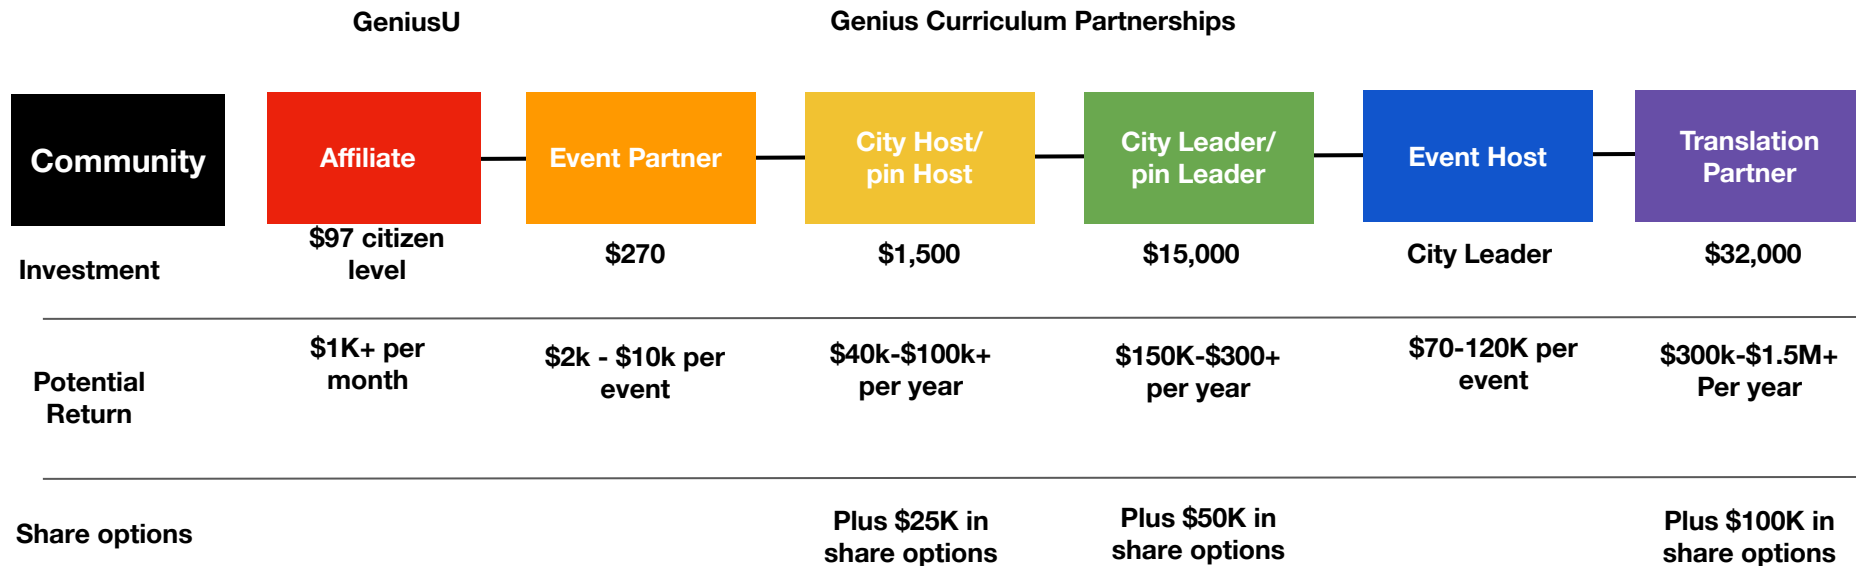 GeniusU
Genius Curriculum Partnerships
Community
Affiliate
Event Partner
City Host/
pin Host
City Leader/
pin Leader
Event Host
Translation
Partner
Investment
$97 citizen
level
$270
$1,500
$15,000
City Leader
$32,000
Potential
Return
$1K+ per
month
$2k - $10k per
event
$40k-$100k+
per year
$150K-$300+
per year
$70-120K per
event
$300k-$1.5M+
Per year
Share options
Plus $25K in
share options
Plus $50K in
share options
Plus $100K in
share options